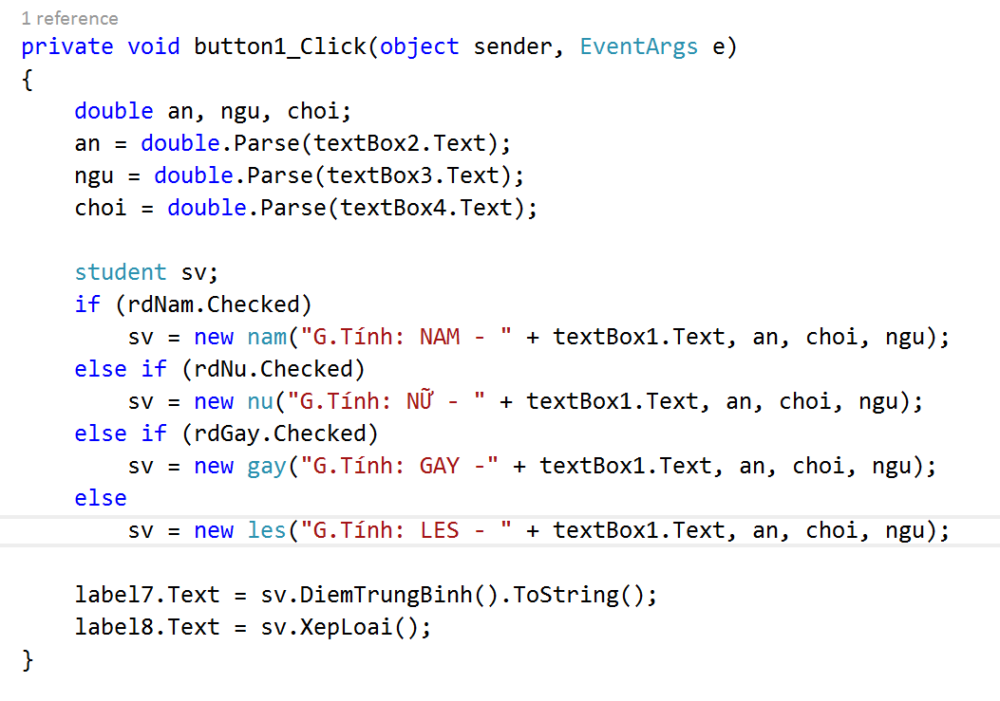 1 reference
private void button1_Click(object sender, EventArgs e)
{
    double an, ngu, choi;
    an = double.Parse(textBox2.Text);
    ngu = double.Parse(textBox3.Text);
    choi = double.Parse(textBox4.Text);

    student sv;
    if (rdNam.Checked)
        sv = new nam("G.Tính: NAM - " + textBox1.Text, an, choi, ngu);
    else if (rdNu.Checked)
        sv = new nu("G.Tính: NỮ - " + textBox1.Text, an, choi, ngu);
    else if (rdGay.Checked)
        sv = new gay("G.Tính: GAY -" + textBox1.Text, an, choi, ngu);
    else
        sv = new les("G.Tính: LES - " + textBox1.Text, an, choi, ngu);

    label7.Text = sv.DiemTrungBinh().ToString();
    label8.Text = sv.XepLoai();
}